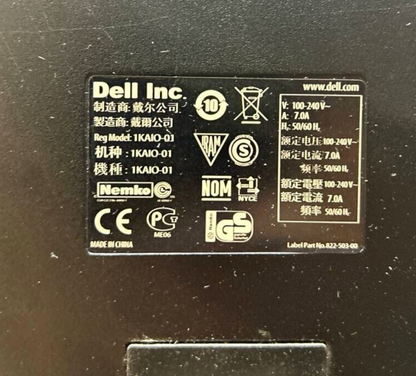 Dell Inc.
制造商: 戴尔公司
製造商: 戴爾公司
Reg Model: 1KAIO-01
机种: 1KAIO-01
機種: 1KAIO-01
Nemko
MADE IN CHINA
10
IRAM
S
NOM
NYCE
ME06
GS
www.dell.com
V: 100-240V~
A: 7.0A
Hz 50/60 Hz
额定电压 100-240V~
额定电流 7.0A
频率 50/60 Hz
額定電壓 100-240V~
額定電流 7.0A
頻率 50/60 Hz
Label Part No.822-503-00